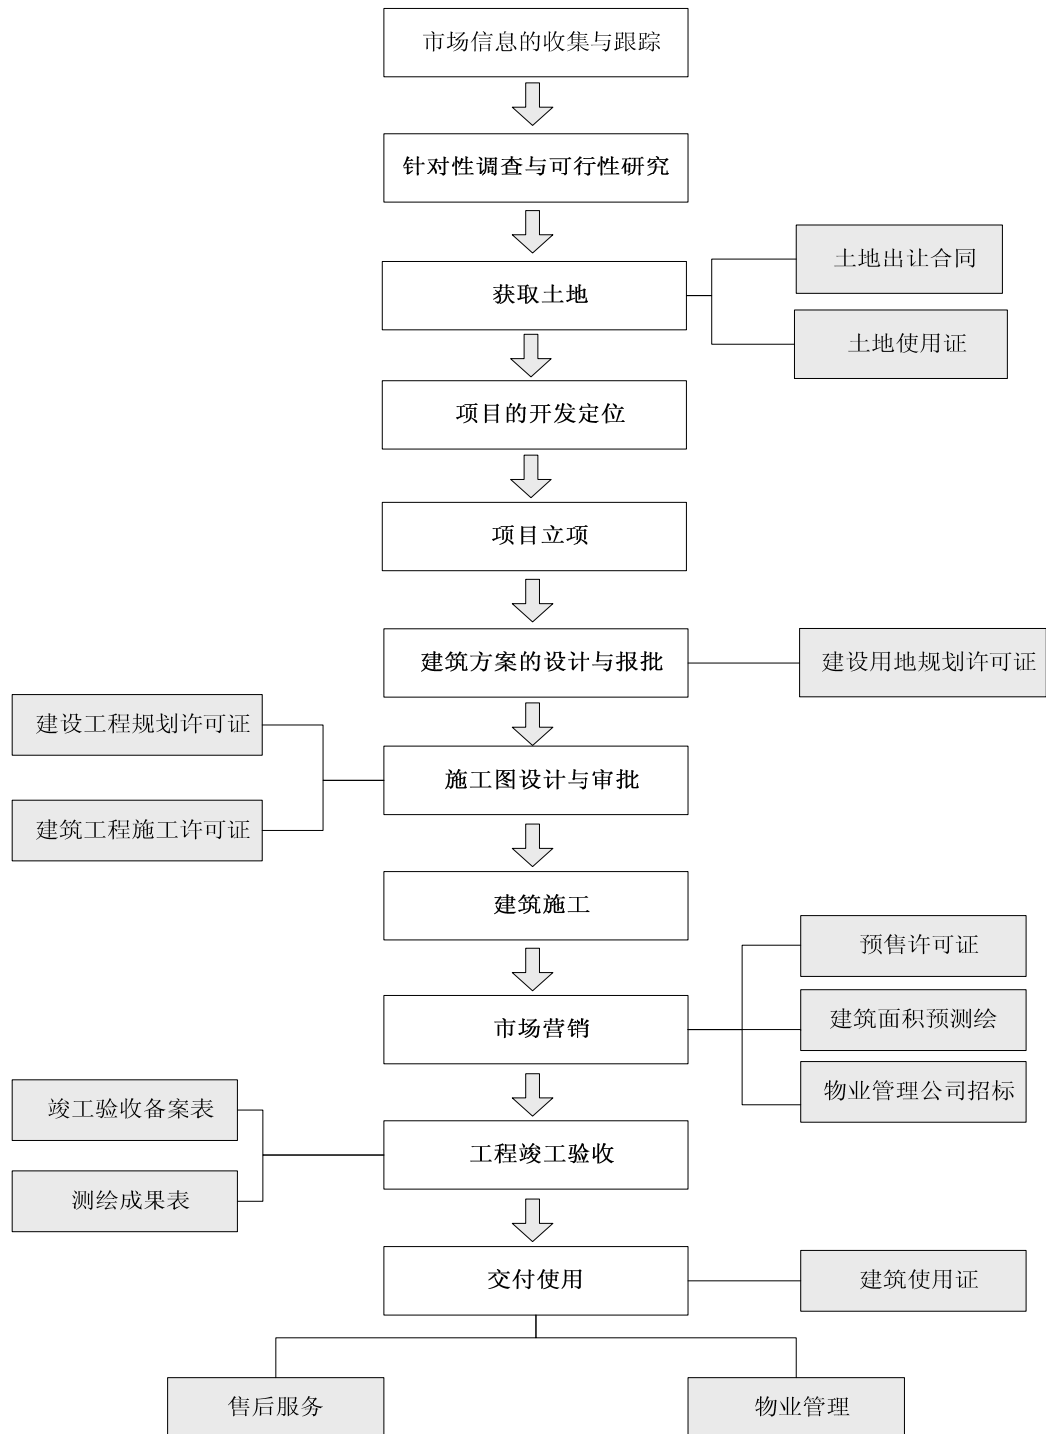 市场信息的收集与跟踪
针对性调查与可行性研究
土地出让合同
获取土地
土地使用证
项目的开发定位
项目立项
建筑方案的设计与报批
建设用地规划许可证
建设工程规划许可证
施工图设计与审批
建筑工程施工许可证
建筑施工
预售许可证
市场营销
建筑面积预测绘
物业管理公司招标
竣工验收备案表
工程竣工验收
测绘成果表
交付使用
建筑使用证
售后服务
物业管理